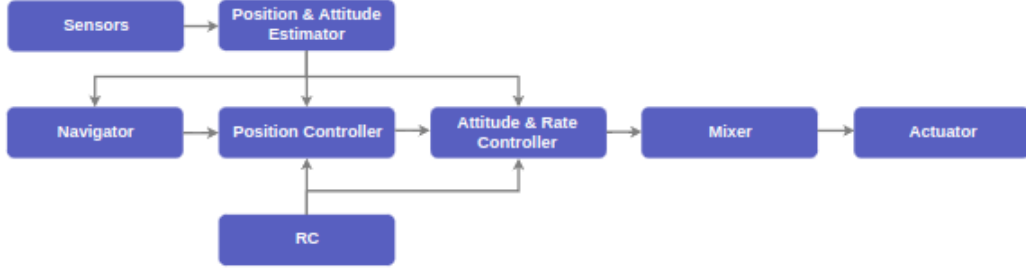 Sensors
Position & Attitude
Estimator
Navigator
Position Controller
Attitude & Rate
Controller
Mixer
Actuator
RC